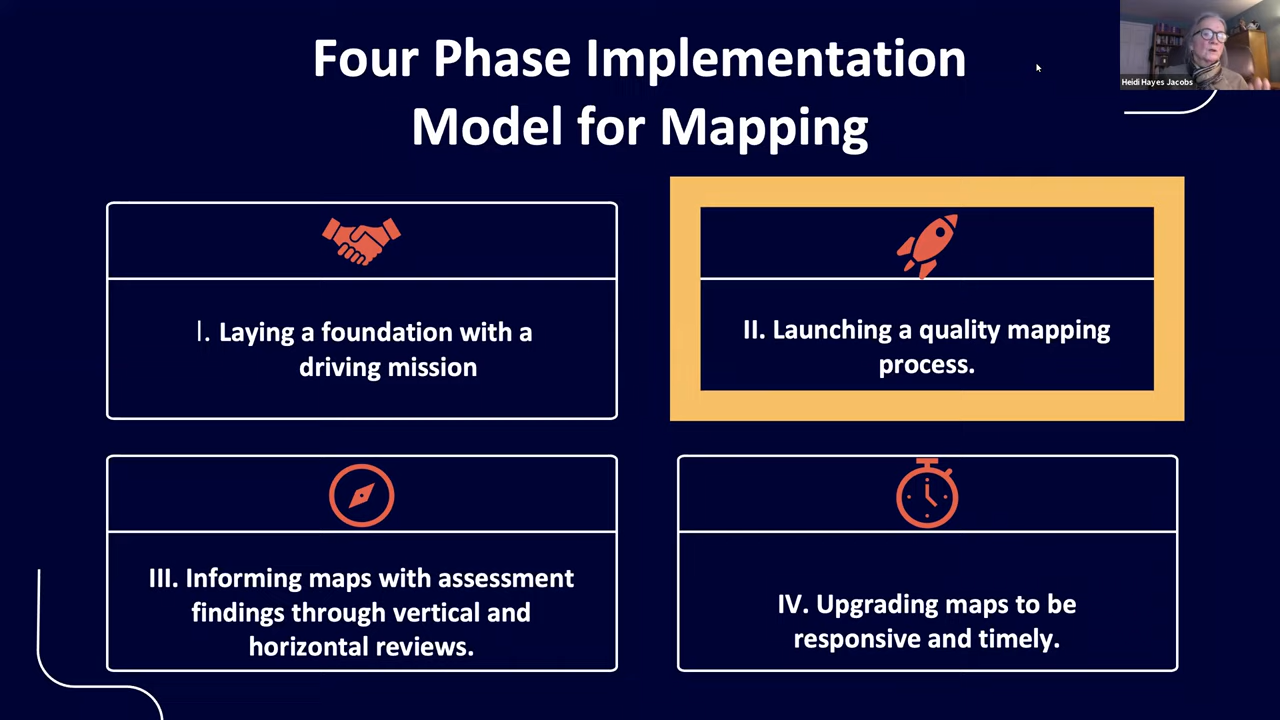 Four Phase Implementation
Model for Mapping
Heidi Hayes Jacobs
I. Laying a foundation with a
driving mission
II. Launching a quality mapping
process.
III. Informing maps with assessment
findings through vertical and
horizontal reviews.
IV. Upgrading maps to be
responsive and timely.